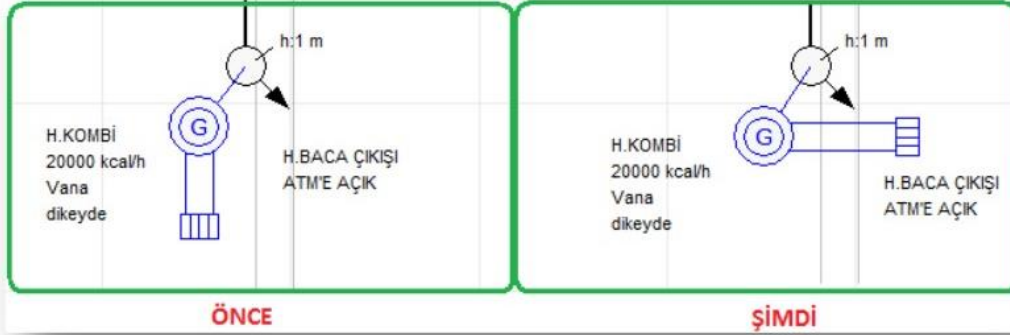 h:1 m
G
H.KOMBİ
20000 kcal/h
Vana
dikeyde
H.BACA ÇIKIŞI
ATM'E AÇIK
ÖNCE
h:1 m
G
H.KOMBİ
20000 kcal/h
Vana
dikeyde
H.BACA ÇIKIŞI
ATM'E AÇIK
ŞİMDİ